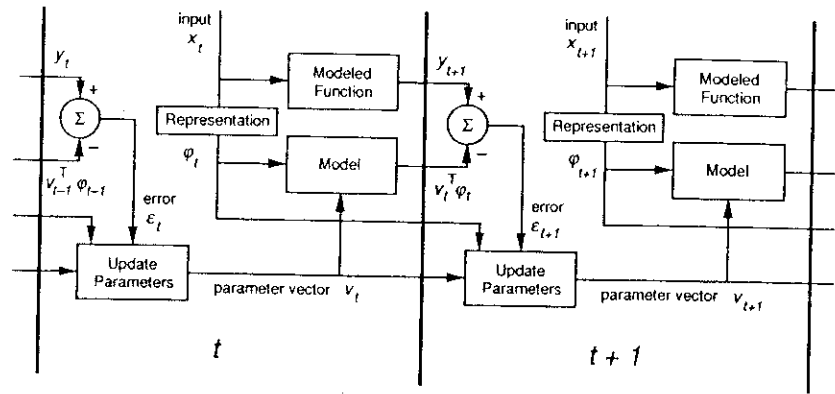 input
x_t
y_t
+
Σ
−
v_{t-1}^T φ_{t-1}
error
ε_t
Update
Parameters
Modeled
Function
Representation
φ_t
Model
parameter vector v_t
t
y_{t+1}
+
Σ
−
v_t^T φ_t
error
ε_{t+1}
Update
Parameters
input
x_{t+1}
Modeled
Function
Representation
φ_{t+1}
Model
parameter vector v_{t+1}
t + 1